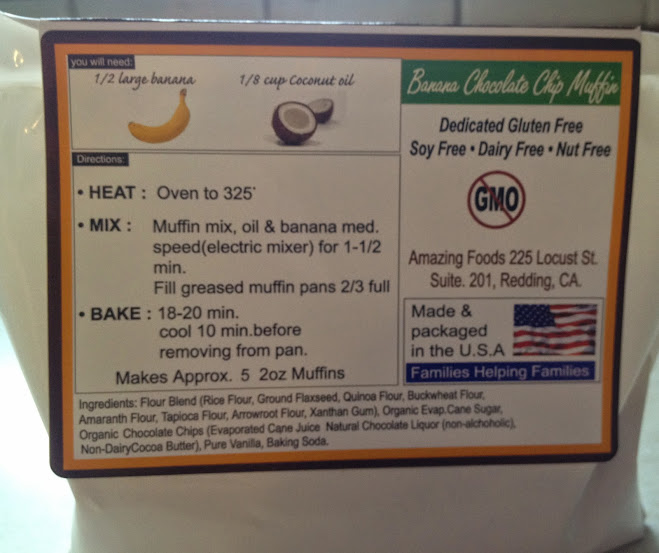 you will need:
1/2 large banana
1/8 cup Coconut oil
Directions:
• HEAT : Oven to 325°
• MIX : Muffin mix, oil & banana med.
speed(electric mixer) for 1-1/2
min.
Fill greased muffin pans 2/3 full
• BAKE : 18-20 min.
cool 10 min.before
removing from pan.
Makes Approx. 5 2oz Muffins
Banana Chocolate Chip Muffin
Dedicated Gluten Free
Soy Free • Dairy Free • Nut Free
GMO
Amazing Foods 225 Locust St.
Suite. 201, Redding, CA.
Made &
packaged
in the U.S.A
Families Helping Families
Ingredients: Flour Blend (Rice Flour, Ground Flaxseed, Quinoa Flour, Buckwheat Flour,
Amaranth Flour, Tapioca Flour, Arrowroot Flour, Xanthan Gum), Organic Evap.Cane Sugar,
Organic Chocolate Chips (Evaporated Cane Juice Natural Chocolate Liquor (non-alchoholic),
Non-DairyCocoa Butter), Pure Vanilla, Baking Soda.